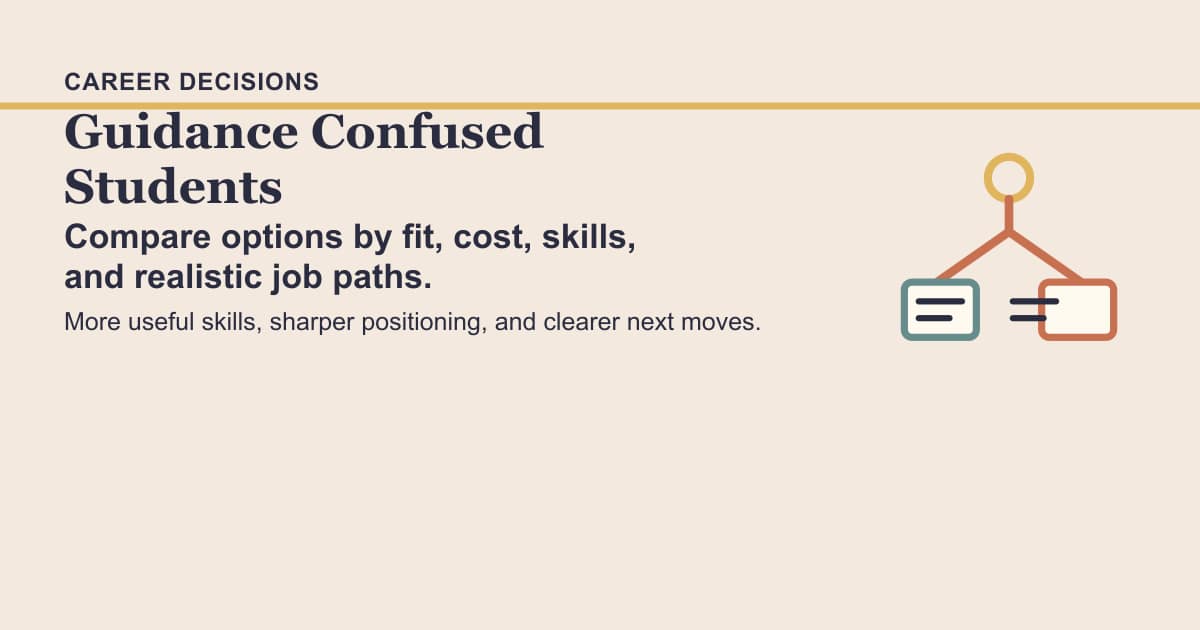 CAREER DECISIONS
Guidance Confused
Students
Compare options by fit, cost, skills,
and realistic job paths.
More useful skills, sharper positioning, and clearer next moves.